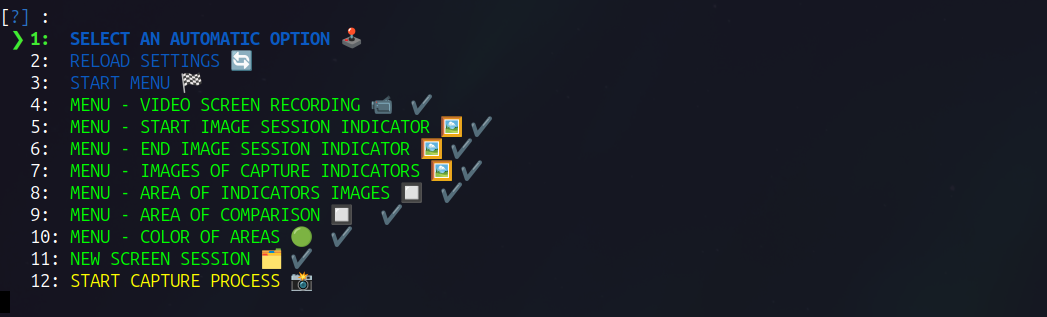 [?] :
❯ 1: SELECT AN AUTOMATIC OPTION 🕹️
2: RELOAD SETTINGS 🔄
3: START MENU 🏁
4: MENU - VIDEO SCREEN RECORDING 📹 ✔️
5: MENU - START IMAGE SESSION INDICATOR 🖼️ ✔️
6: MENU - END IMAGE SESSION INDICATOR 🖼️ ✔️
7: MENU - IMAGES OF CAPTURE INDICATORS 🖼️ ✔️
8: MENU - AREA OF INDICATORS IMAGES 🔲 ✔️
9: MENU - AREA OF COMPARISON 🔲 ✔️
10: MENU - COLOR OF AREAS 🟢 ✔️
11: NEW SCREEN SESSION 🗂️ ✔️
12: START CAPTURE PROCESS 📸